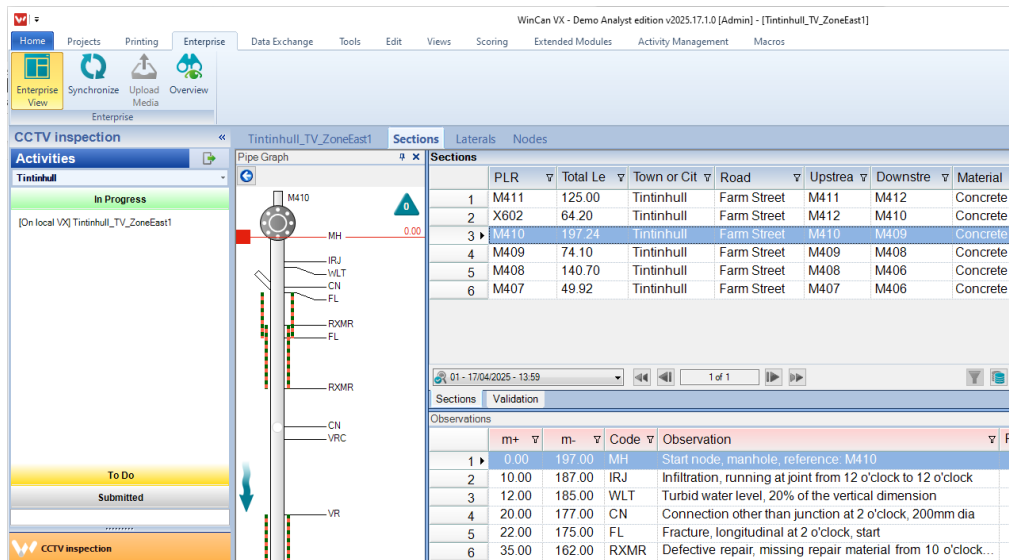 WinCan VX - Demo Analyst edition v2025.17.1.0 [Admin] - [Tintinhull_TV_ZoneEast1]
Home Projects Printing Enterprise Data Exchange Tools Edit Views Scoring Extended Modules Activity Management Macros
Enterprise View Synchronize Upload Media Overview
Enterprise
CCTV inspection «
Activities
Tintinhull
In Progress
[On local VX] Tintinhull_TV_ZoneEast1
To Do
Submitted
CCTV inspection
Tintinhull_TV_ZoneEast1 Sections Laterals Nodes
Pipe Graph
M410
0
MH 0.00
IRJ
WLT
CN
FL
RXMR
FL
RXMR
CN
VRC
VR
Sections
PLR Total Le Town or Cit Road Upstrea Downstre Material
1 M411 125.00 Tintinhull Farm Street M411 M412 Concrete
2 X602 64.20 Tintinhull Farm Street M412 M410 Concrete
3 M410 197.24 Tintinhull Farm Street M410 M409 Concrete
4 M409 74.10 Tintinhull Farm Street M409 M408 Concrete
5 M408 140.70 Tintinhull Farm Street M408 M406 Concrete
6 M407 49.92 Tintinhull Farm Street M407 M406 Concrete
01 - 17/04/2025 - 13:59 1 of 1
Sections Validation
Observations
m+ m- Code Observation
1 0.00 197.00 MH Start node, manhole, reference: M410
2 10.00 187.00 IRJ Infiltration, running at joint from 12 o'clock to 12 o'clock
3 12.00 185.00 WLT Turbid water level, 20% of the vertical dimension
4 20.00 177.00 CN Connection other than junction at 2 o'clock, 200mm dia
5 22.00 175.00 FL Fracture, longitudinal at 2 o'clock, start
6 35.00 162.00 RXMR Defective repair, missing repair material from 10 o'clock...